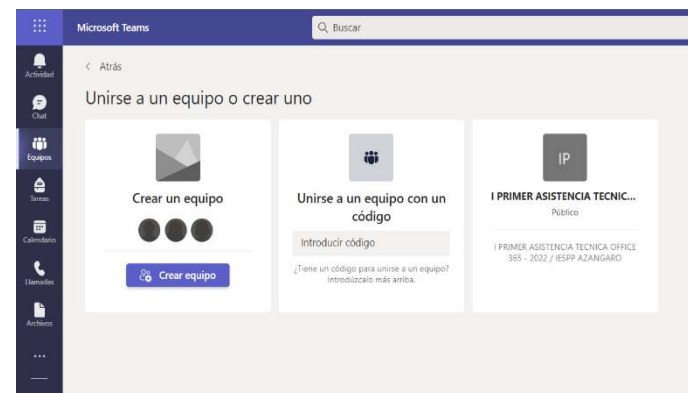 Microsoft Teams
Buscar
Actividad
Chat
Equipos
Tareas
Calendario
Llamadas
Archivos
< Atrás
Unirse a un equipo o crear uno
Crear un equipo
Crear equipo
Unirse a un equipo con un
código
Introducir código
¿Tiene un código para unirse a un equipo?
Introdúzcalo más arriba.
IP
I PRIMER ASISTENCIA TECNIC...
Público
I PRIMER ASISTENCIA TECNICA OFFICE
365 - 2022 / IESPP AZANGARO